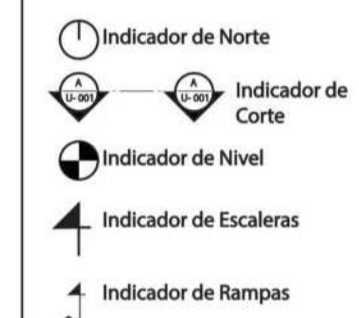 Indicador de Norte
A A
U-001 U-001
Indicador de
Corte
Indicador de Nivel
Indicador de Escaleras
Indicador de Rampas